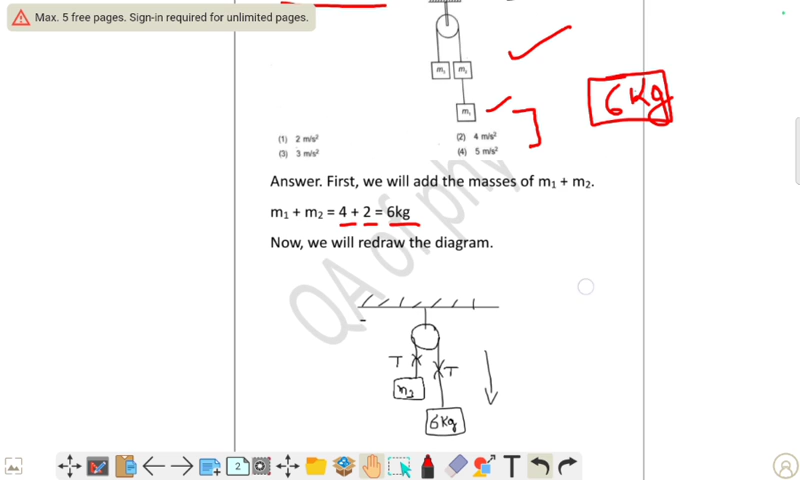 Max. 5 free pages. Sign-in required for unlimited pages.
m₃ m₂
m₁
6Kg
(1) 2 m/s² (2) 4 m/s²
(3) 3 m/s² (4) 5 m/s²
Answer. First, we will add the masses of m₁ + m₂.
m₁ + m₂ = 4 + 2 = 6kg
Now, we will redraw the diagram.
QA of phy
T T
m₃
6Kg
2 T